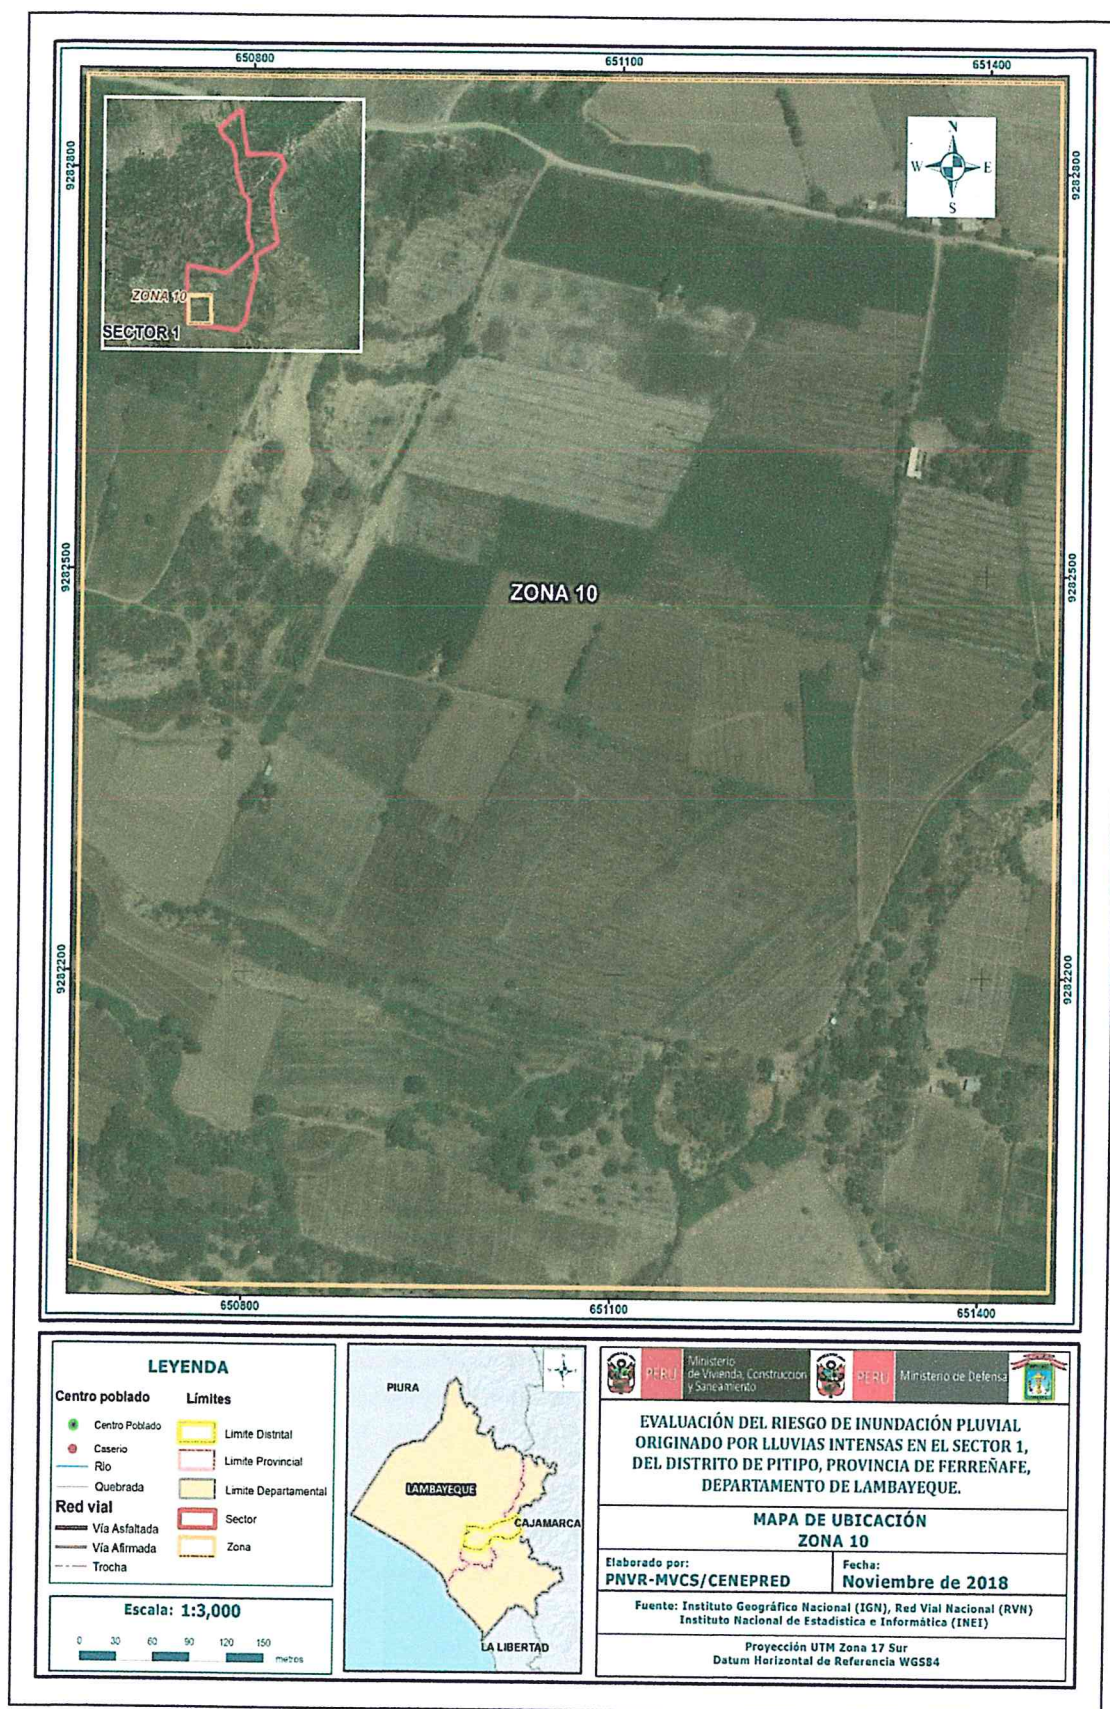 650800
651100
651400
9282800
9282800
N
W
E
S
ZONA 10
SECTOR 1
9282500
9282500
ZONA 10
9282200
9282200
650800
651100
651400
LEYENDA
Centro poblado
Límites
Centro Poblado
Caserio
Río
Quebrada
Red vial
Vía Asfaltada
Vía Afirmada
Trocha
Limite Distrital
Limite Provincial
Limite Departamental
Sector
Zona
Escala: 1:3,000
0 30 60 90 120 150
metros
PIURA
LAMBAYEQUE
CAJAMARCA
LA LIBERTAD
PERÚ
Ministerio
de Vivienda, Construcción
y Saneamiento
PERÚ
Ministerio de Defensa
EVALUACIÓN DEL RIESGO DE INUNDACIÓN PLUVIAL
ORIGINADO POR LLUVIAS INTENSAS EN EL SECTOR 1,
DEL DISTRITO DE PITIPO, PROVINCIA DE FERREÑAFE,
DEPARTAMENTO DE LAMBAYEQUE.
MAPA DE UBICACIÓN
ZONA 10
Elaborado por:
PNVR-MVCS/CENEPRED
Fecha:
Noviembre de 2018
Fuente: Instituto Geográfico Nacional (IGN), Red Vial Nacional (RVN)
Instituto Nacional de Estadística e Informática (INEI)
Proyección UTM Zona 17 Sur
Datum Horizontal de Referencia WGS84